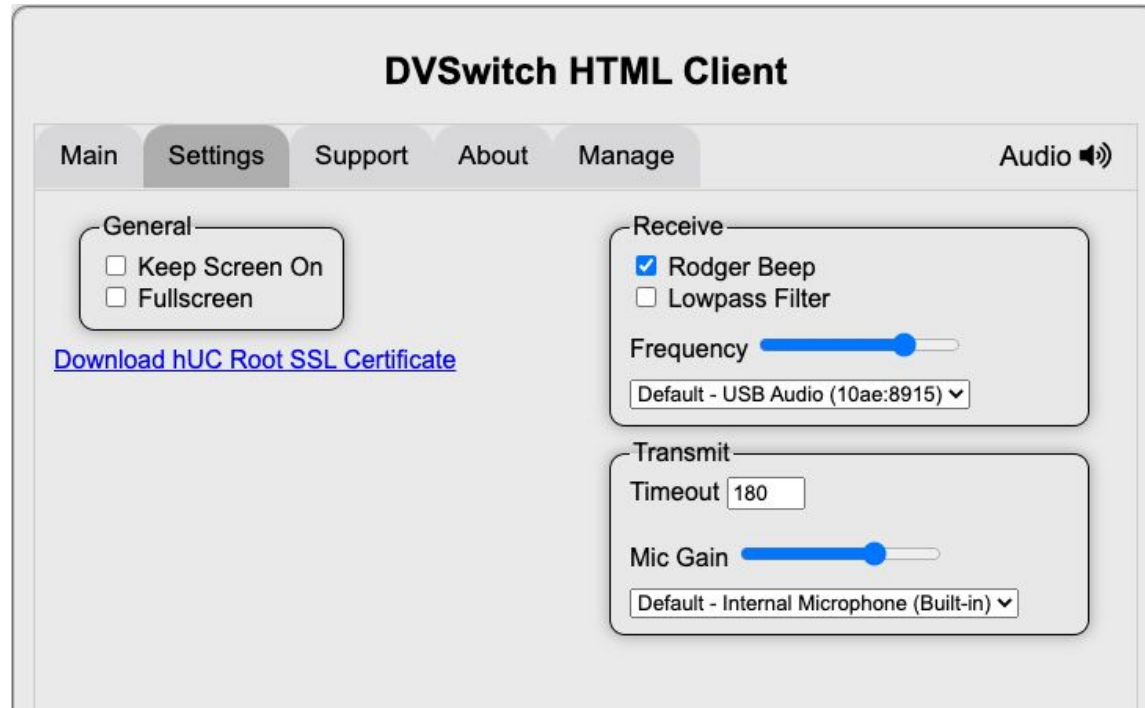 DVSwitch HTML Client
Main Settings Support About Manage Audio
General
Keep Screen On
Fullscreen
Download hUC Root SSL Certificate
Receive
Rodger Beep
Lowpass Filter
Frequency
Default - USB Audio (10ae:8915)
Transmit
Timeout 180
Mic Gain
Default - Internal Microphone (Built-in)